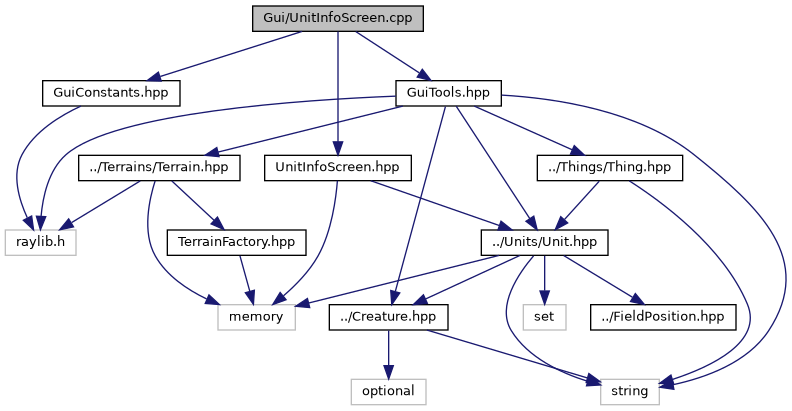 Gui/UnitInfoScreen.cpp
GuiConstants.hpp
GuiTools.hpp
../Terrains/Terrain.hpp
UnitInfoScreen.hpp
../Things/Thing.hpp
raylib.h
TerrainFactory.hpp
../Units/Unit.hpp
memory
../Creature.hpp
set
../FieldPosition.hpp
optional
string